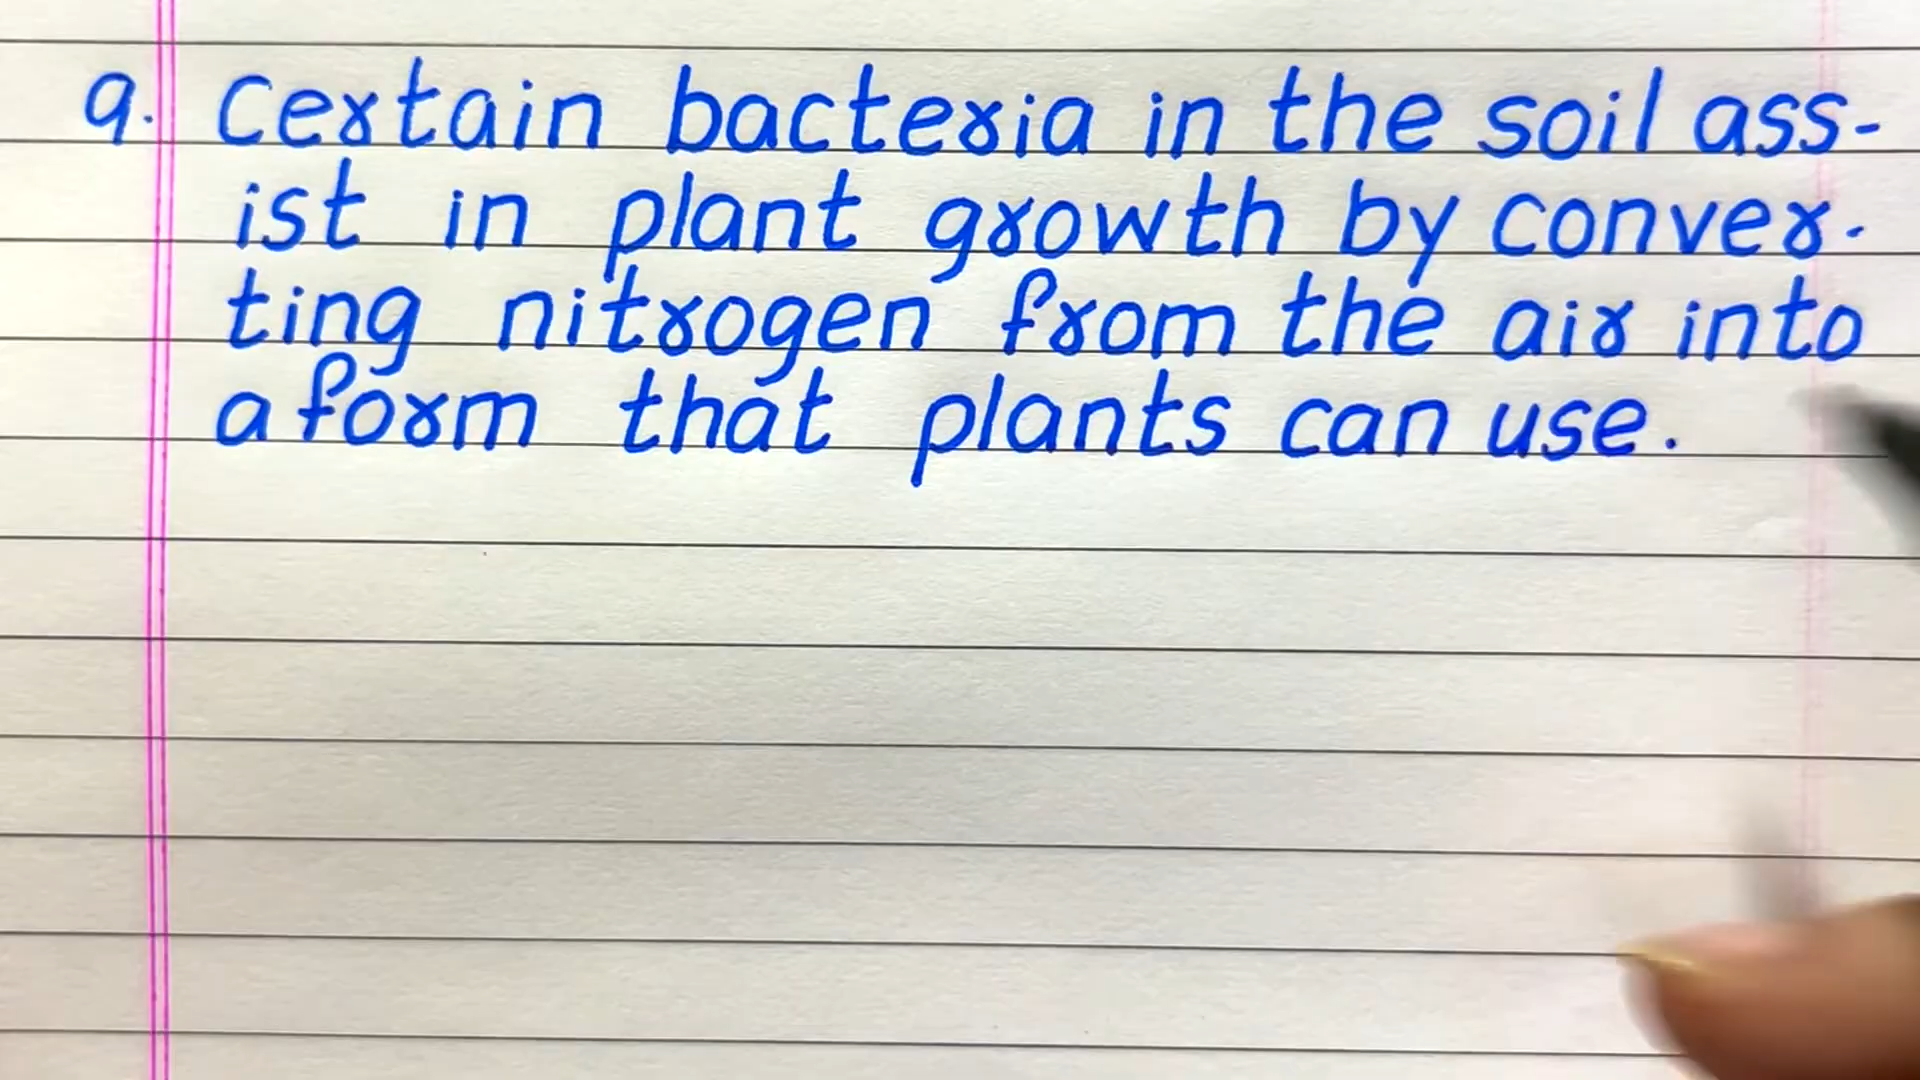 9. Certain bacteria in the soil ass-
ist in plant growth by conver-
ting nitrogen from the air into
a form that plants can use.